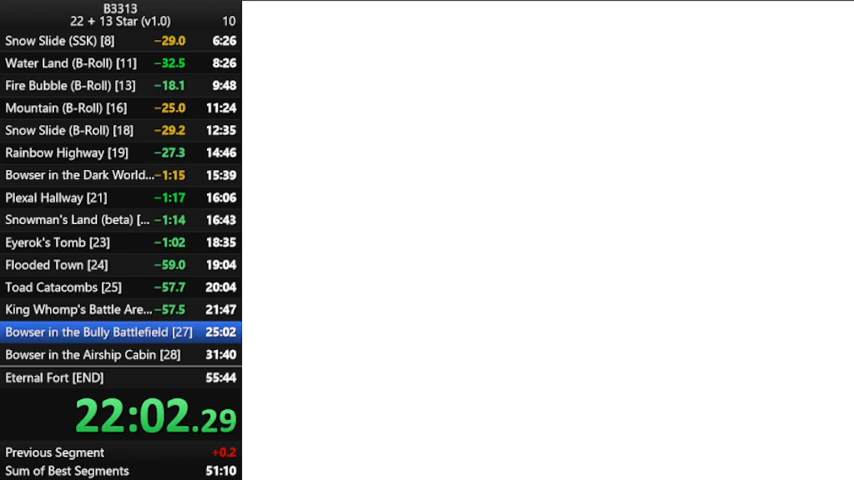 B3313
22 + 13 Star (v1.0) 10
Snow Slide (SSK) [8] −29.0 6:26
Water Land (B-Roll) [11] −32.5 8:26
Fire Bubble (B-Roll) [13] −18.1 9:48
Mountain (B-Roll) [16] −25.0 11:24
Snow Slide (B-Roll) [18] −29.2 12:35
Rainbow Highway [19] −27.3 14:46
Bowser in the Dark World... −1:15 15:39
Plexal Hallway [21] −1:17 16:06
Snowman's Land (beta) [... −1:14 16:43
Eyerok's Tomb [23] −1:02 18:35
Flooded Town [24] −59.0 19:04
Toad Catacombs [25] −57.7 20:04
King Whomp's Battle Are... −57.5 21:47
Bowser in the Bully Battlefield [27] 25:02
Bowser in the Airship Cabin [28] 31:40
Eternal Fort [END] 55:44
22:02.29
Previous Segment +0.2
Sum of Best Segments 51:10